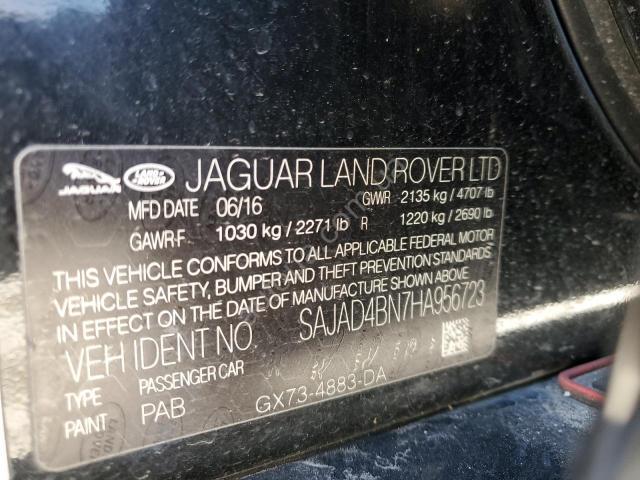 JAGUAR LAND ROVER JAGUAR LAND ROVER LTD
MFD DATE 06/16 GVWR 2135 kg / 4707 lb
GAWR-F 1030 kg / 2271 lb R 1220 kg / 2690 lb
THIS VEHICLE CONFORMS TO ALL APPLICABLE FEDERAL MOTOR
VEHICLE SAFETY, BUMPER AND THEFT PREVENTION STANDARDS
IN EFFECT ON THE DATE OF MANUFACTURE SHOWN ABOVE
VEH IDENT NO. SAJAD4BN7HA956723
TYPE PASSENGER CAR
PAINT PAB GX73-4883-DA